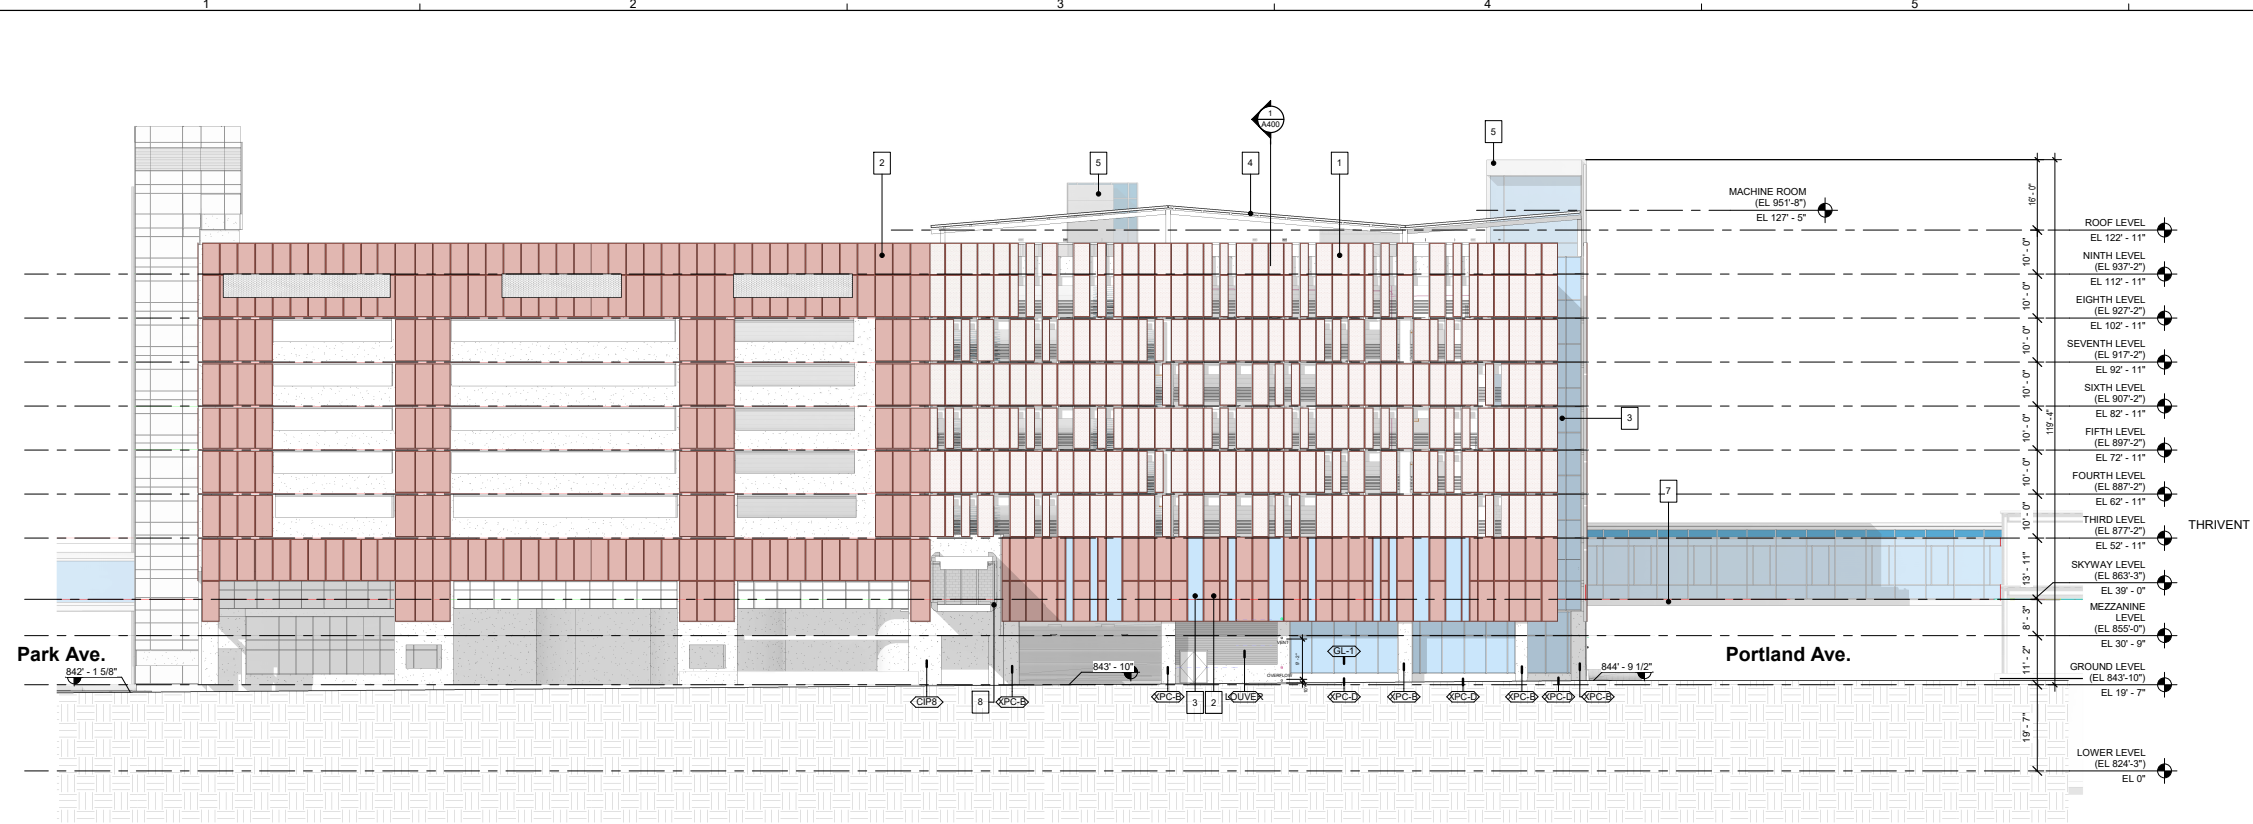 1 2 3 4 5
1
A400
2
5
4
1
5
3
7
MACHINE ROOM
(EL 951'-8")
EL 127' - 5"
ROOF LEVEL
EL 122' - 11"
NINTH LEVEL
(EL 937'-2")
EL 112' - 11"
EIGHTH LEVEL
(EL 927'-2")
EL 102' - 11"
SEVENTH LEVEL
(EL 917'-2")
EL 92' - 11"
SIXTH LEVEL
(EL 907'-2")
EL 82' - 11"
FIFTH LEVEL
(EL 897'-2")
EL 72' - 11"
FOURTH LEVEL
(EL 887'-2")
EL 62' - 11"
THIRD LEVEL
(EL 877'-2")
EL 52' - 11"
SKYWAY LEVEL
(EL 863'-3")
EL 39' - 0"
MEZZANINE
LEVEL
(EL 855'-0")
EL 30' - 9"
GROUND LEVEL
(EL 843'-10")
EL 19' - 7"
LOWER LEVEL
(EL 824'-3")
EL 0"
16' - 0"
10' - 0"
10' - 0"
10' - 0"
10' - 0"
10' - 0"
10' - 0"
10' - 0"
13' - 11"
8' - 3"
11' - 2"
19' - 7"
119' - 4"
THRIVENT
Park Ave.
842' - 1 5/8"
843' - 10"
Portland Ave.
844' - 9 1/2"
VENT
9' - 2"
OVERFLOW
GL-1
CIP8
8
XPC-B
XPC-B
3
2
LOUVER
XPC-D
XPC-B
XPC-D
XPC-B
XPC-D
XPC-B